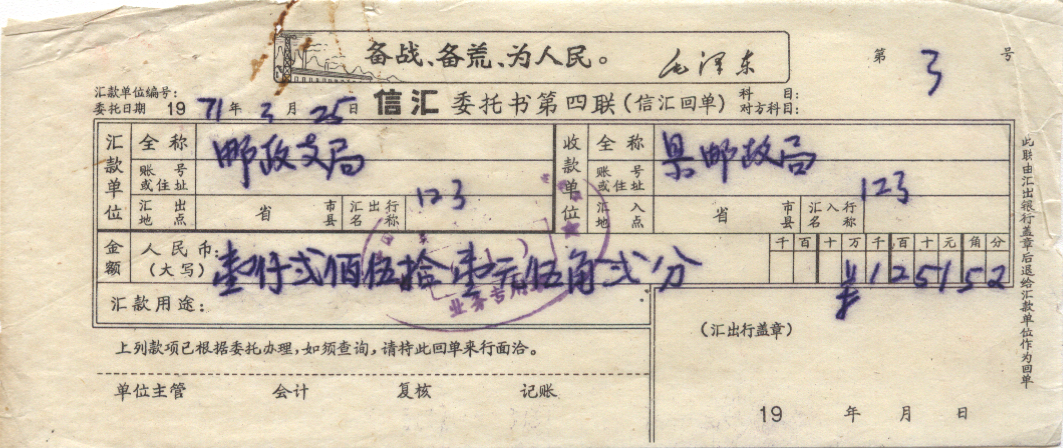 备战、备荒、为人民。 毛泽东
第 3 号
汇款单位编号:
委托日期 1971年3月25日 信汇 委托书第四联(信汇回单) 科目: 对方科目:
汇款单位 全称 邮政支局 收款单位 全称 县邮政局
账号或住址 123 账号或住址 123
汇出地点 省 市县 汇出行名称 汇入地点 省 市县 汇入行名称
金额 人民币:(大写) 壹仟弍佰伍拾壹元伍角弍分 千百十万千百十元角分
¥125152
汇款用途:
业务专用
(汇出行盖章)
上列款项已根据委托办理,如须查询,请持此回单来行面洽。
单位主管 会计 复核 记账
19 年 月 日
此联由汇出银行盖章后退给汇款单位作为回单